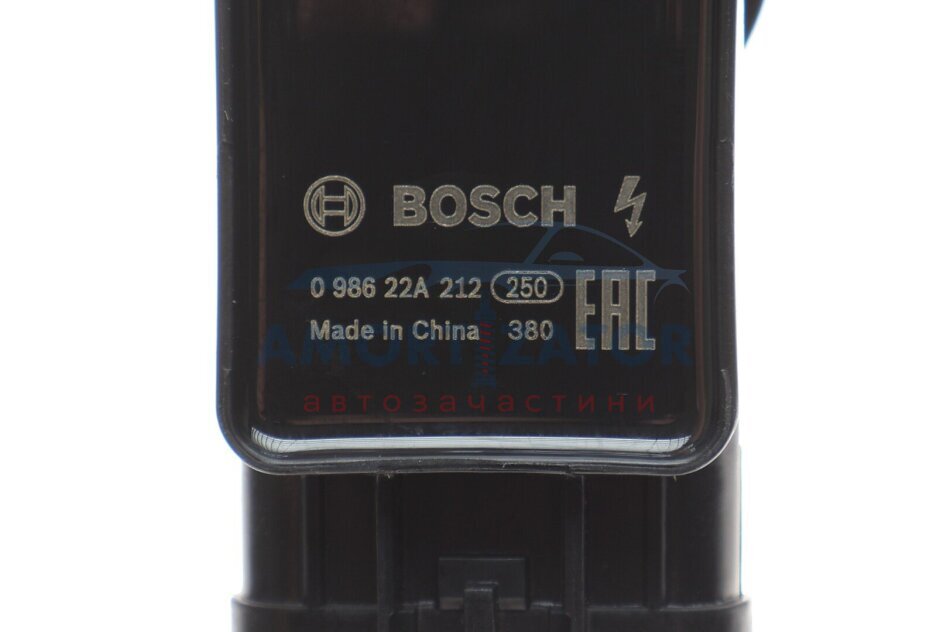 BOSCH
0 986 22A 212 250 EAC
Made in China 380
AMORTIZATOR
автозачастини